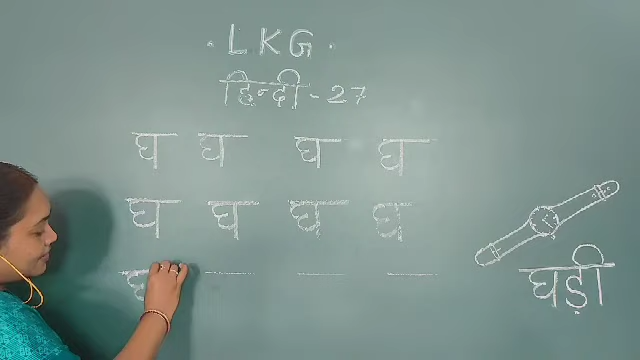 . LKG .
हिन्दी - 27
घ घ घ घ
घ घ घ घ
घड़ी